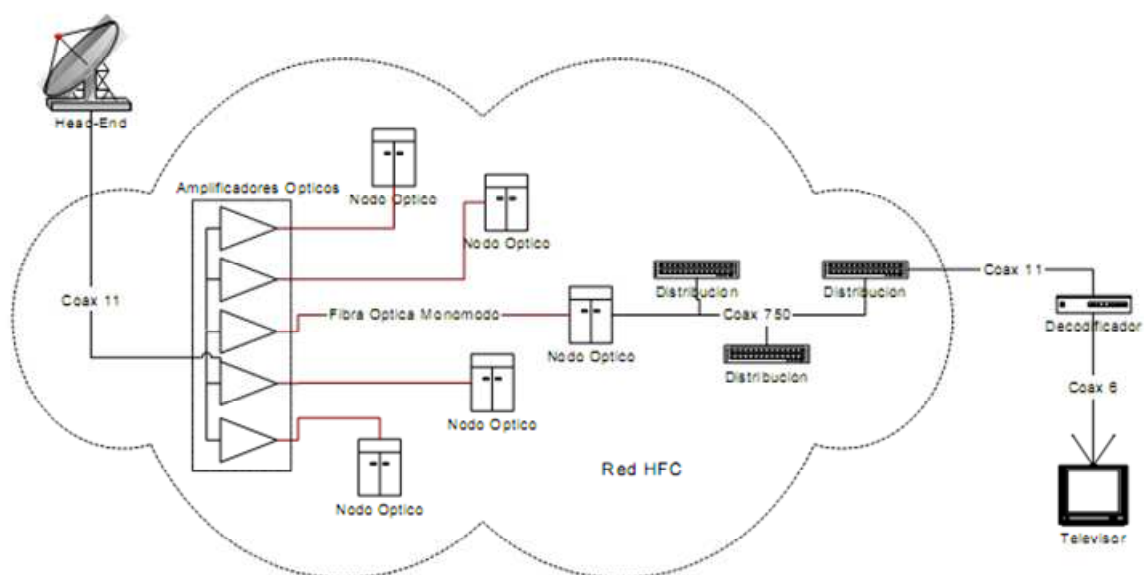 Head-End
Amplificadores Opticos
Nodo Optico
Nodo Optico
Coax 11
Distribucion
Distribucion
Coax 11
Fibra Optica Monomodo
Coax 750
Decodificador
Nodo Optico
Distribucion
Coax 6
Nodo Optico
Red HFC
Nodo Optico
Televisor